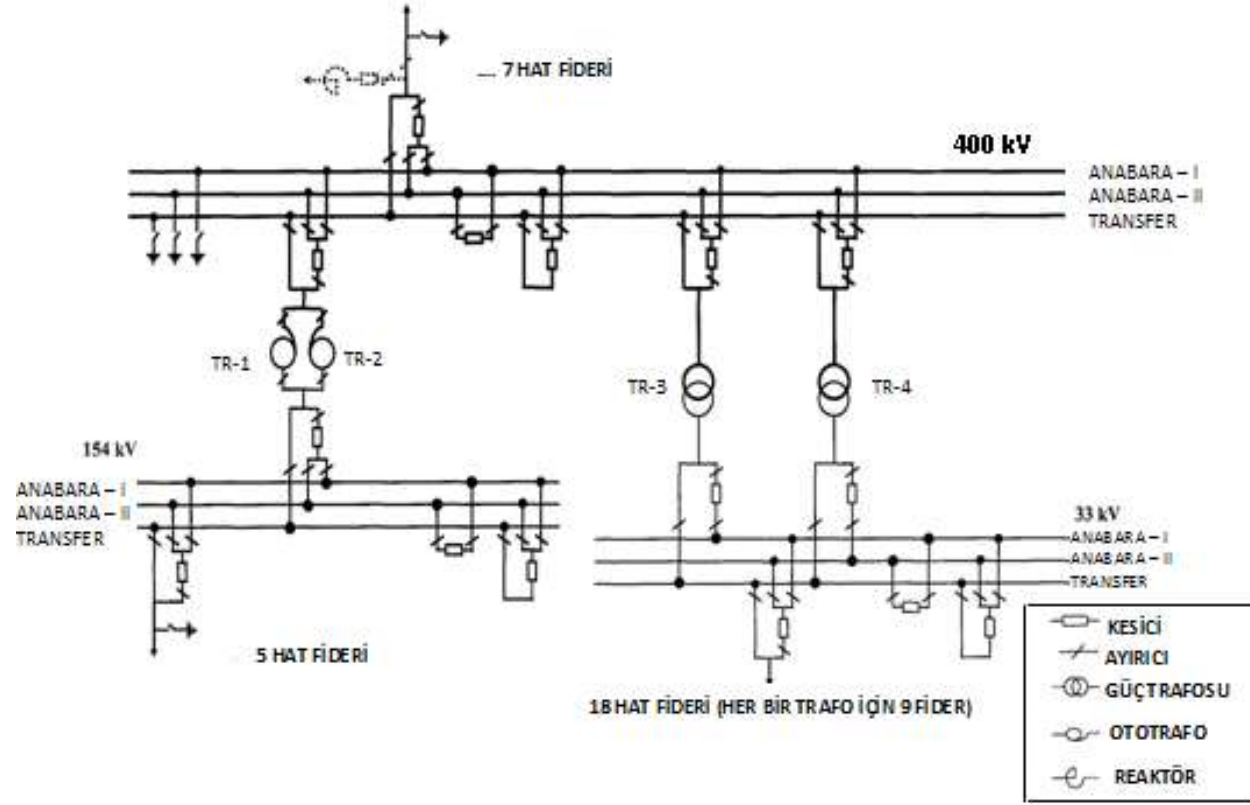 .... 7 HAT FİDERİ
400 kV
ANABARA – I
ANABARA – II
TRANSFER
TR-1
TR-2
TR-3
TR-4
154 kV
ANABARA – I
ANABARA – II
TRANSFER
33 kV
ANABARA – I
ANABARA – II
TRANSFER
5 HAT FİDERİ
18 HAT FİDERİ (HER BİR TRAFO İÇİN 9 FİDER)
KESİCİ
AYIRICI
GÜÇ TRAFOSU
OTOTRAFO
REAKTÖR